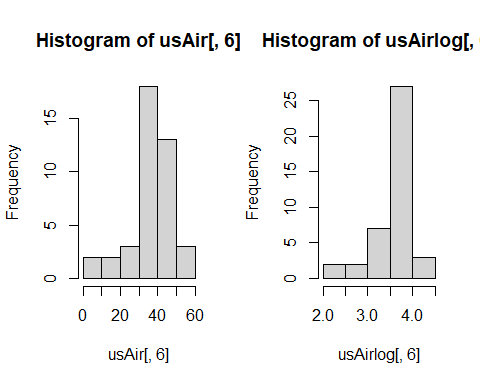 Histogram of usAir[, 6]
Frequency
0 5 10 15
0 20 40 60
usAir[, 6]
Histogram of usAirlog[,
Frequency
0 5 10 15 20 25
2.0 3.0 4.0
usAirlog[, 6]